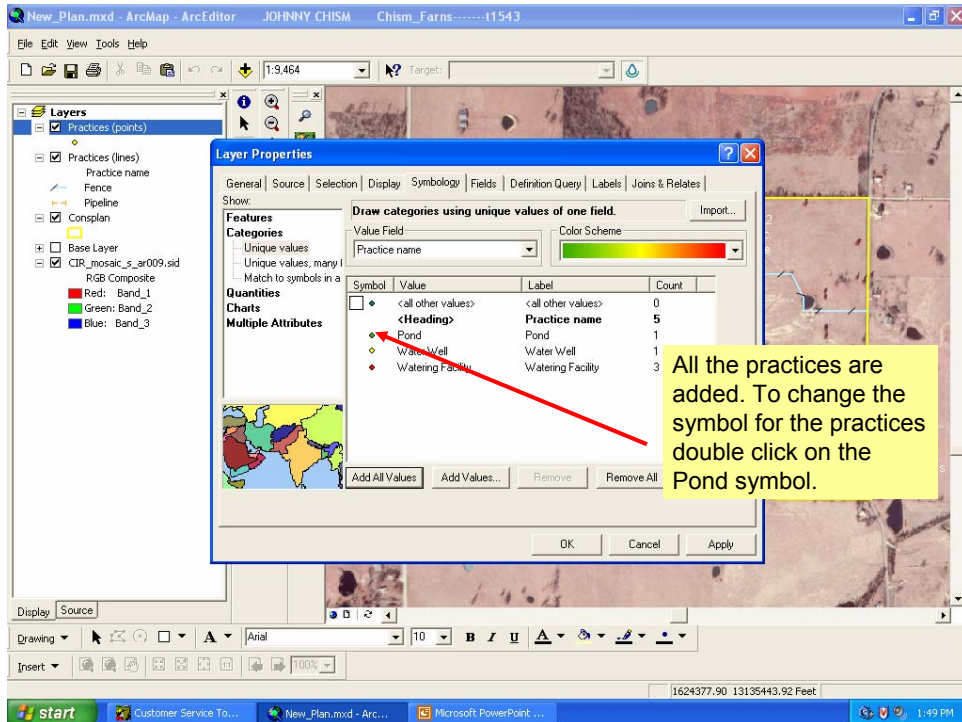 New_Plan.mxd - ArcMap - ArcEditor JOHNNY CHISM Chism_Farns-------t1543
File Edit View Tools Help
1:9,464 Target:
Layers
Practices (points)
Practices (lines)
Practice name
Fence
Pipeline
Consplan
Base Layer
CIR_mosaic_s_ar009.sid
RGB Composite
Red: Band_1
Green: Band_2
Blue: Band_3
Display Source
Layer Properties
General Source Selection Display Symbology Fields Definition Query Labels Joins & Relates
Show:
Features
Categories
Unique values
Unique values, many
Match to symbols in a
Quantities
Charts
Multiple Attributes
Draw categories using unique values of one field. Import...
Value Field Color Scheme
Practice name
Symbol Value Label Count
<all other values> <all other values> 0
<Heading> Practice name 5
Pond Pond 1
Water Well Water Well 1
Watering Facility Watering Facility 3
Add All Values Add Values... Remove Remove All
OK Cancel Apply
All the practices are
added. To change the
symbol for the practices
double click on the
Pond symbol.
Drawing A Arial 10 B I U A
Insert 100%
1624377.90 13135443.92 Feet
start Customer Service To... New_Plan.mxd - Arc... Microsoft PowerPoint ... 1:49 PM